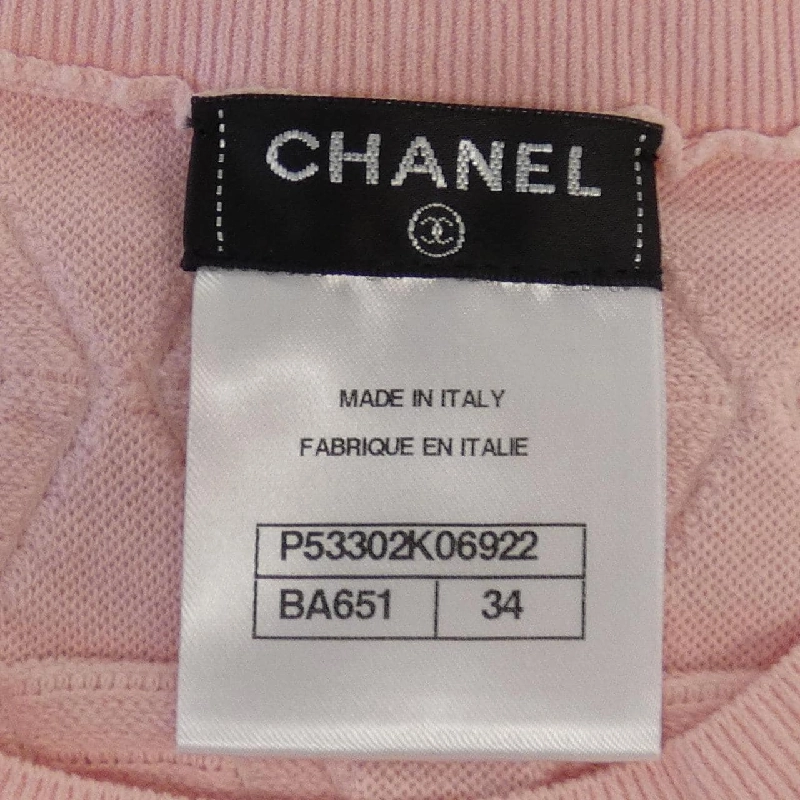 CHANEL
MADE IN ITALY
FABRIQUE EN ITALIE
P53302K06922
BA651 34